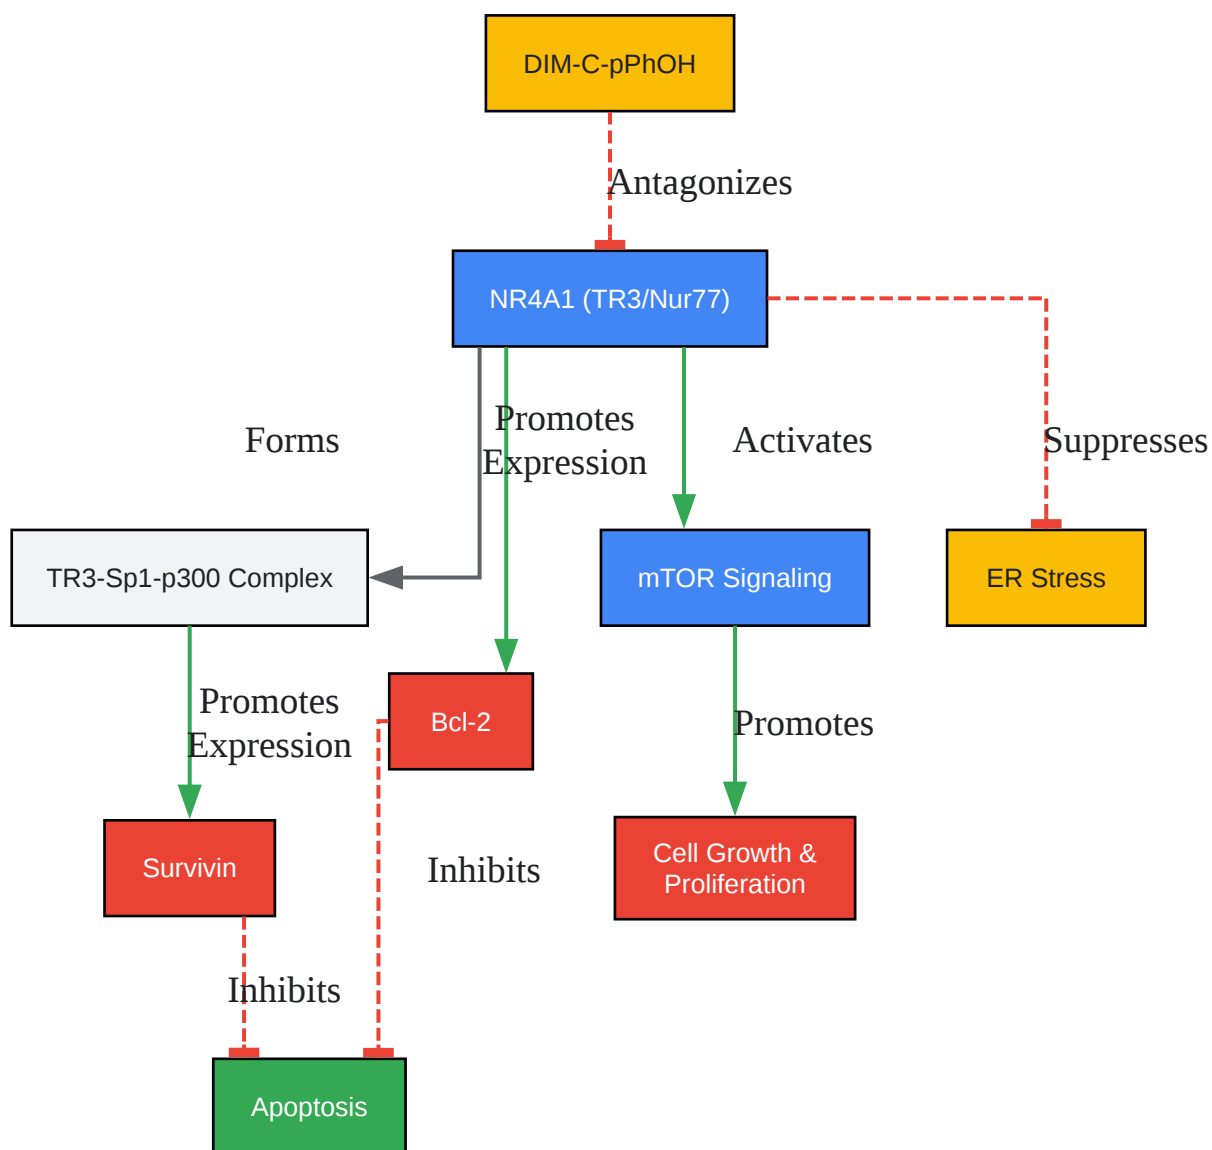 DIM-C-pPhOH
Antagonizes
NR4A1 (TR3/Nur77)
Forms
Promotes
Expression
Activates
Suppresses
TR3-Sp1-p300 Complex
mTOR Signaling
ER Stress
Promotes
Expression
Bcl-2
Promotes
Survivin
Inhibits
Cell Growth &
Proliferation
Inhibits
Apoptosis